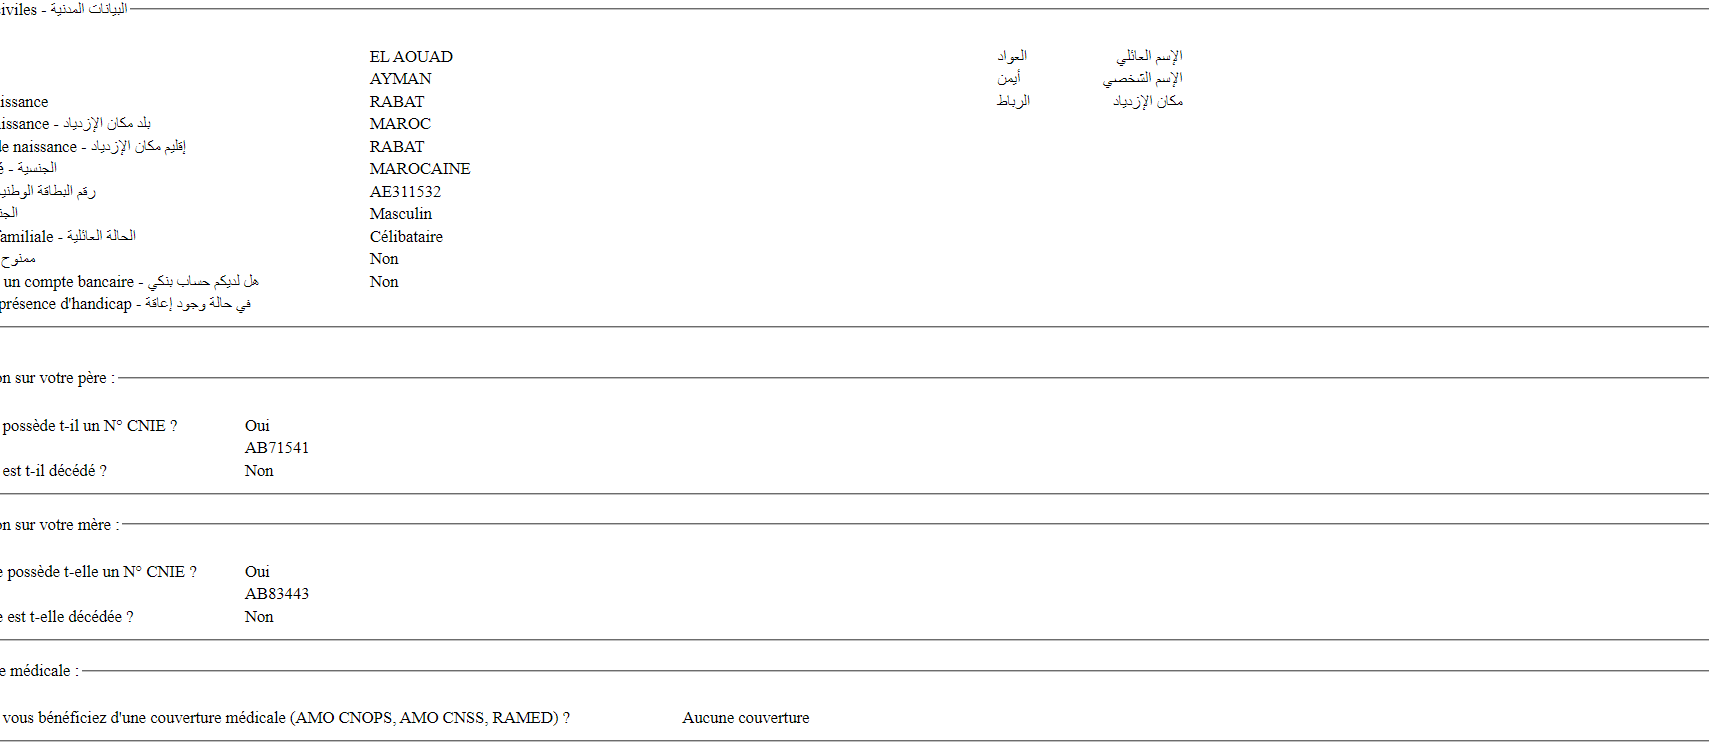 iviles - البيانات المدنية
EL AOUAD العواد الإسم العائلي
AYMAN أيمن الإسم الشخصي
issance RABAT الرباط مكان الإزدياد
issance - بلد مكان الإزدياد MAROC
de naissance - إقليم مكان الإزدياد RABAT
é - الجنسية MAROCAINE
رقم البطاقة الوطنية AE311532
الجن Masculin
familiale - الحالة العائلية Célibataire
ممنوح Non
un compte bancaire - هل لديكم حساب بنكي Non
présence d'handicap - في حالة وجود إعاقة
on sur votre père :
possède t-il un N° CNIE ? Oui
AB71541
est t-il décédé ? Non
on sur votre mère :
e possède t-elle un N° CNIE ? Oui
AB83443
e est t-elle décédée ? Non
e médicale :
vous bénéficiez d'une couverture médicale (AMO CNOPS, AMO CNSS, RAMED) ? Aucune couverture